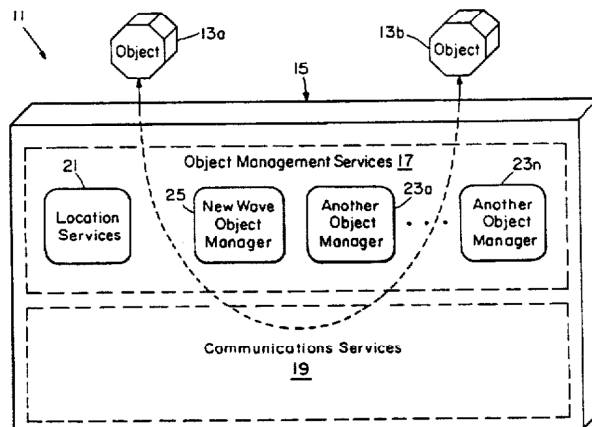 11
Object
13a
Object
13b
15
Object Management Services 17
21
Location
Services
25
New Wave
Object
Manager
23a
Another
Object
Manager
. . .
23n
Another
Object
Manager
Communications Services
19